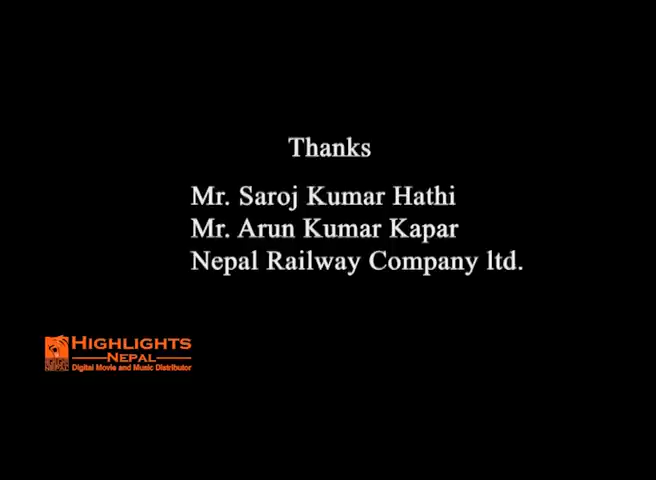 Thanks
Mr. Saroj Kumar Hathi
Mr. Arun Kumar Kapar
Nepal Railway Company ltd.
HIGHLIGHTS
NEPAL
Digital Movie and Music Distributor